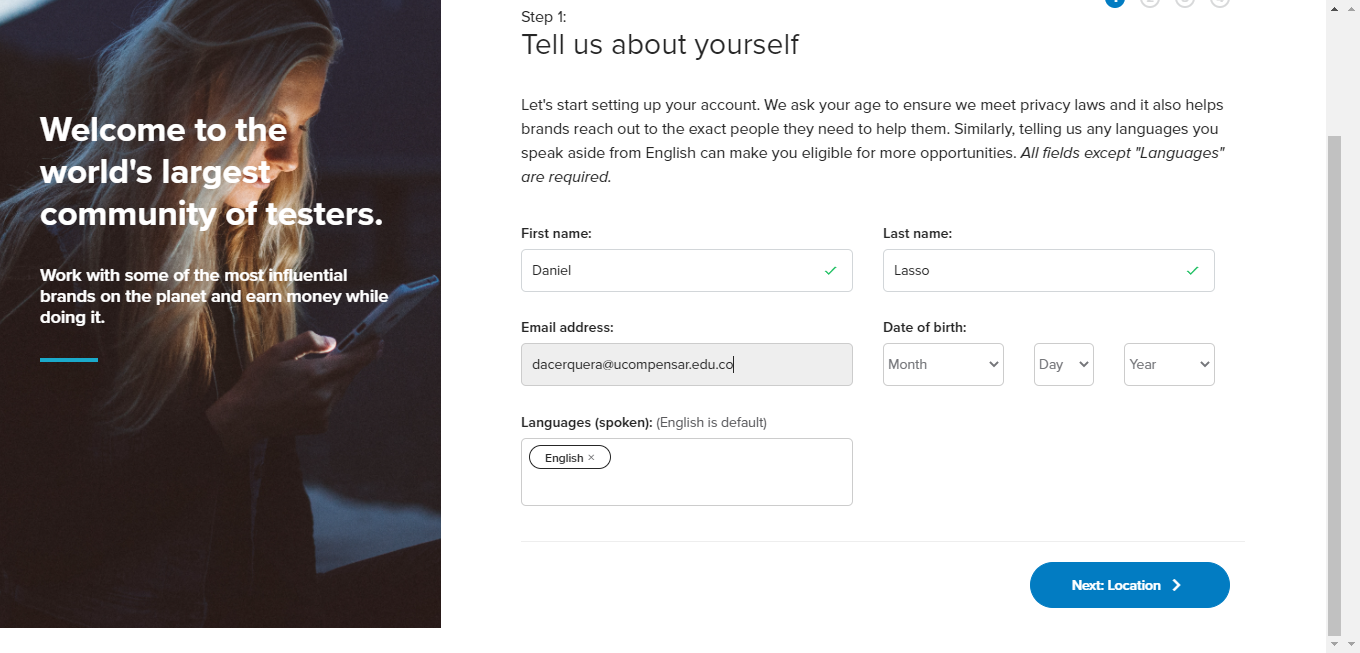 Welcome to the
world's largest
community of testers.
Work with some of the most influential
brands on the planet and earn money while
doing it.
Step 1:
Tell us about yourself
Let's start setting up your account. We ask your age to ensure we meet privacy laws and it also helps
brands reach out to the exact people they need to help them. Similarly, telling us any languages you
speak aside from English can make you eligible for more opportunities. All fields except "Languages"
are required.
First name:
Last name:
Daniel
Lasso
Email address:
Date of birth:
dacerquera@ucompensar.edu.co
Month
Day
Year
Languages (spoken): (English is default)
English ×
Next: Location